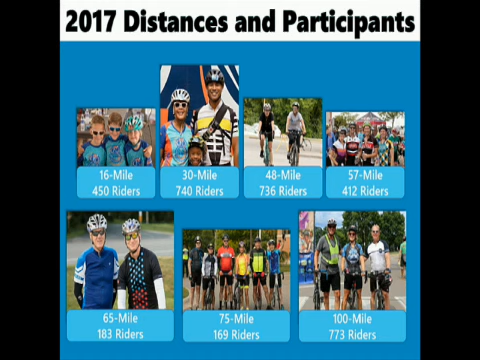 2017 Distances and Participants
16-Mile
450 Riders
30-Mile
740 Riders
48-Mile
736 Riders
57-Mile
412 Riders
65-Mile
183 Riders
75-Mile
169 Riders
100-Mile
773 Riders